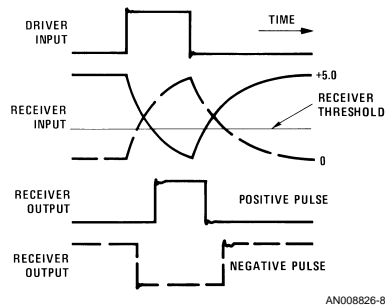 DRIVER
INPUT
TIME
+5.0
RECEIVER
INPUT
RECEIVER
THRESHOLD
0
RECEIVER
OUTPUT
POSITIVE PULSE
RECEIVER
OUTPUT
NEGATIVE PULSE
AN008826-8